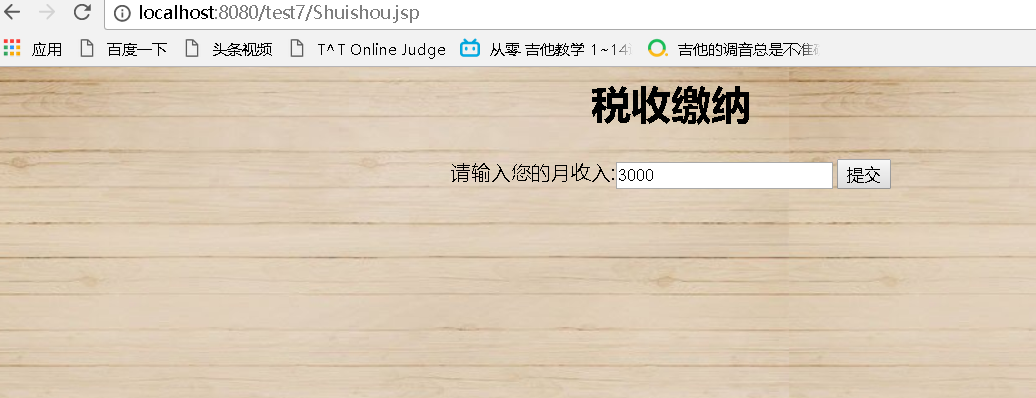 localhost:8080/test7/Shuishou.jsp
应用 百度一下 头条视频 T^T Online Judge 从零 吉他教学 1~14 吉他的调音总是不准
税收缴纳
请输入您的月收入:3000 提交